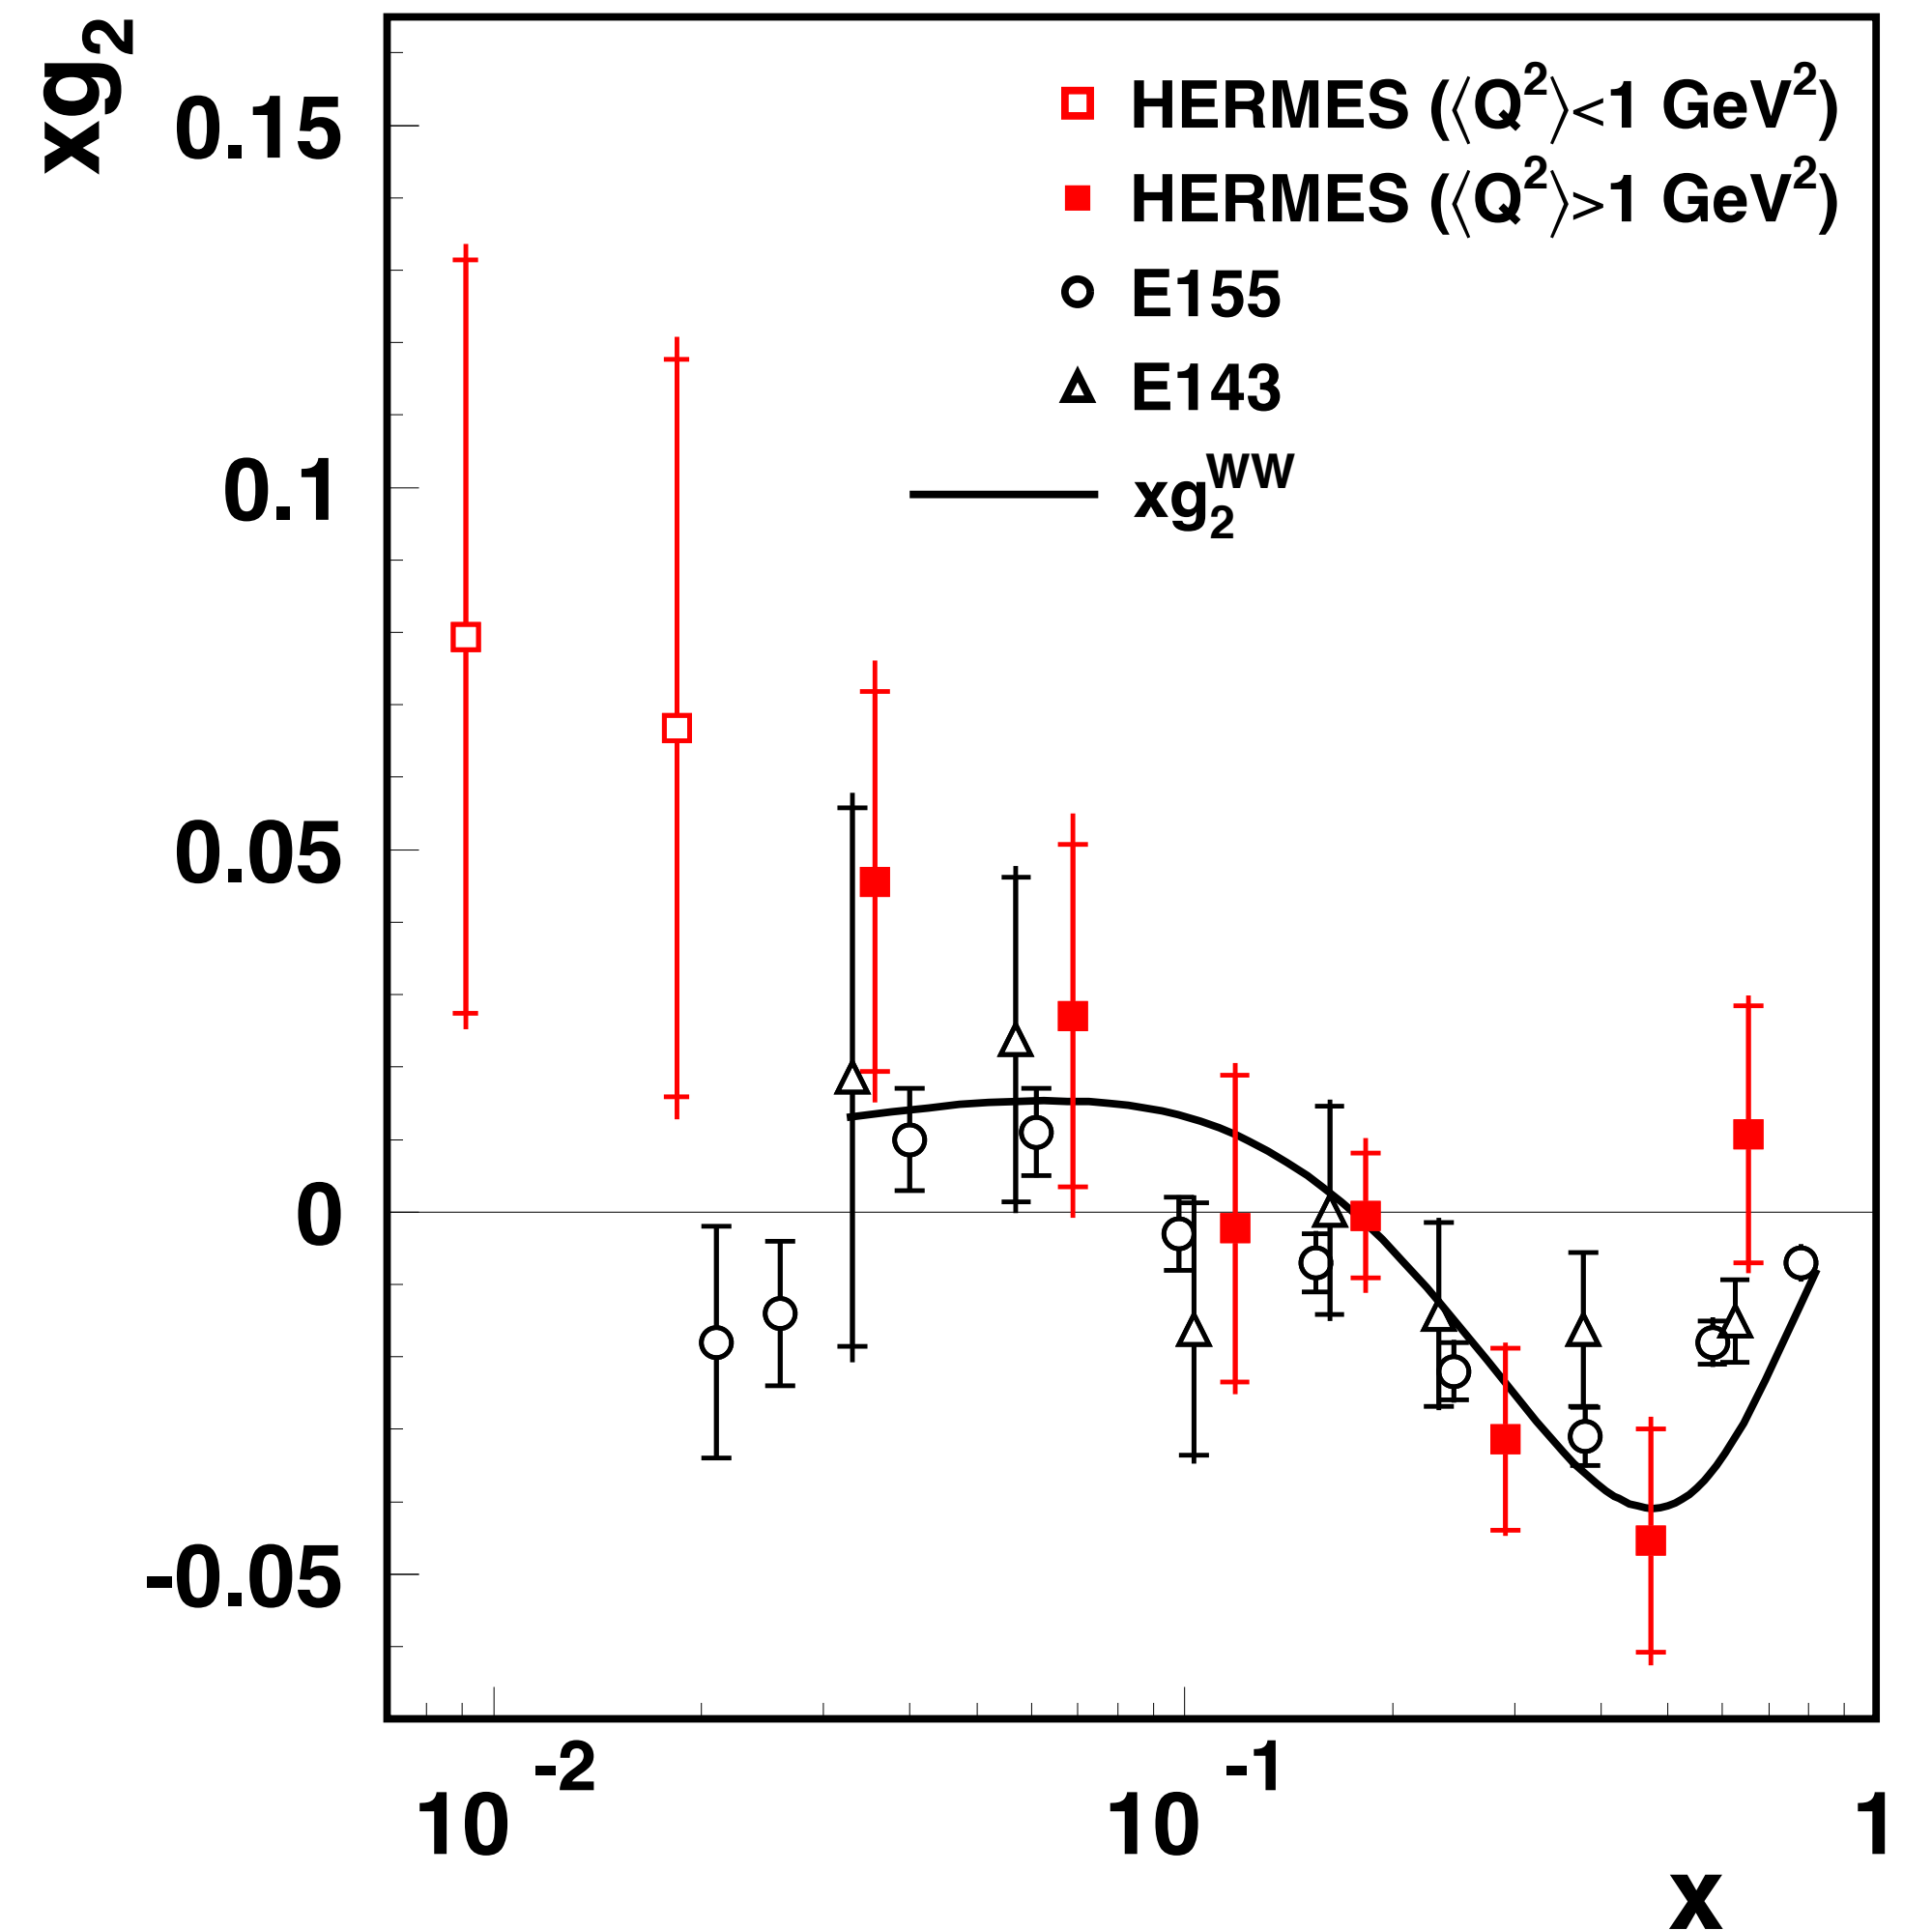 xg₂
0.15
0.1
0.05
0
-0.05
HERMES (⟨Q²⟩<1 GeV²)
HERMES (⟨Q²⟩>1 GeV²)
E155
E143
xg₂ᵂᵂ
10⁻²
10⁻¹
1
x